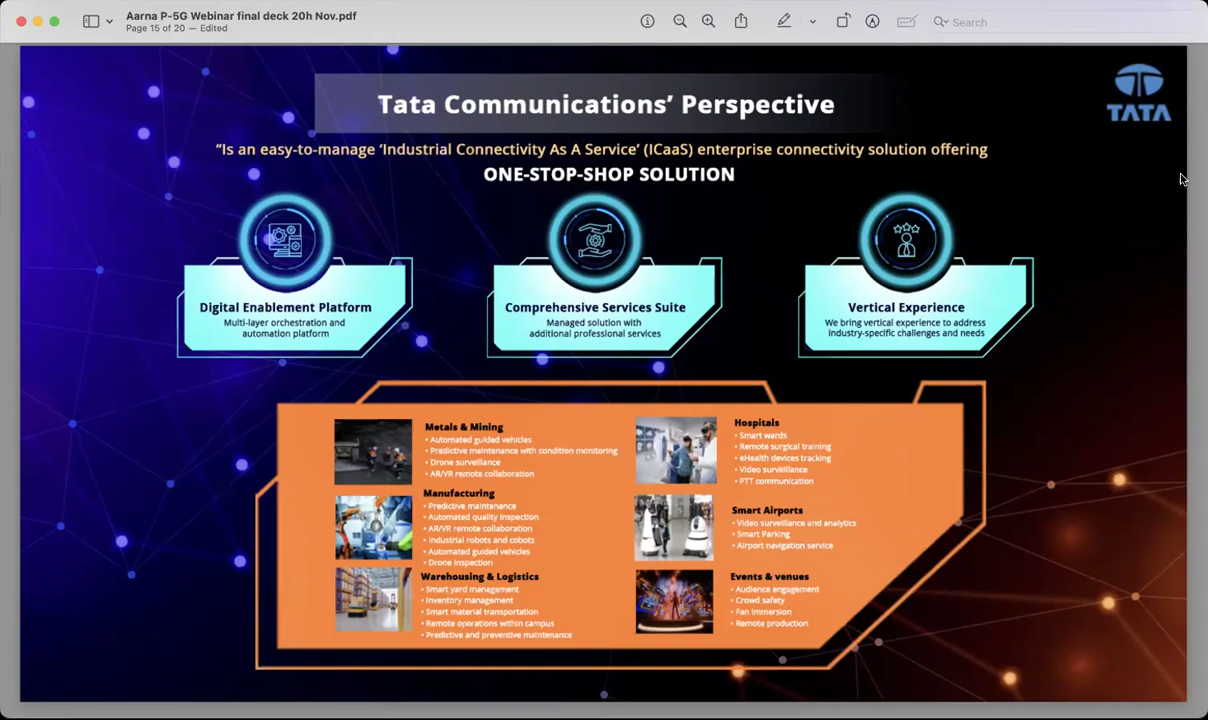 Aarna P-5G Webinar final deck 20h Nov.pdf
Page 15 of 20 — Edited
Search
Tata Communications’ Perspective
TATA
“Is an easy-to-manage ‘Industrial Connectivity As A Service’ (ICaaS) enterprise connectivity solution offering
ONE-STOP-SHOP SOLUTION
Digital Enablement Platform
Multi-layer orchestration and
automation platform
Comprehensive Services Suite
Managed solution with
additional professional services
Vertical Experience
We bring vertical experience to address
industry-specific challenges and needs
Metals & Mining
• Automated guided vehicles
• Predictive maintenance with condition monitoring
• Drone surveillance
• AR/VR remote collaboration
Manufacturing
• Predictive maintenance
• Automated quality inspection
• AR/VR remote collaboration
• Industrial robots and cobots
• Automated guided vehicles
• Drone inspection
Warehousing & Logistics
• Smart yard management
• Inventory management
• Smart material transportation
• Remote operations within campus
• Predictive and preventive maintenance
Hospitals
• Smart wards
• Remote surgical training
• eHealth devices tracking
• Video survailliance
• PTT communication
Smart Airports
• Video surveillance and analytics
• Smart Parking
• Airport navigation service
Events & venues
• Audience engagement
• Crowd safety
• Fan immersion
• Remote production